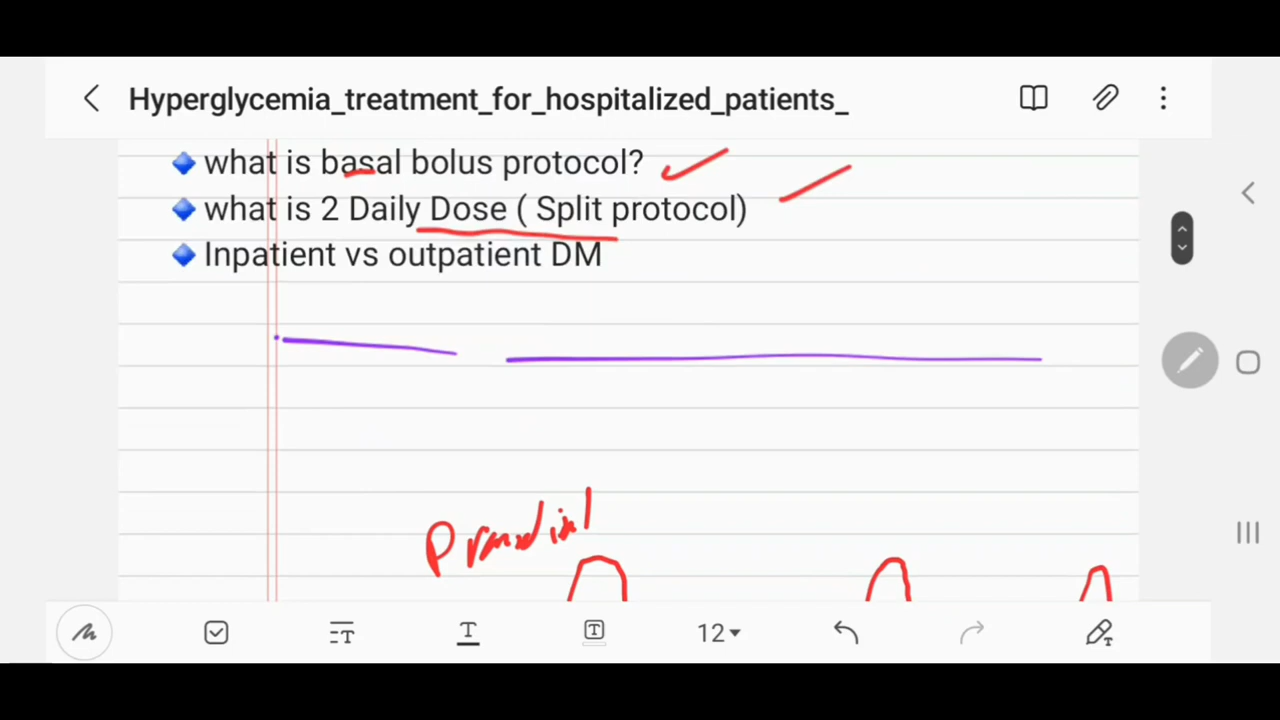 Hyperglycemia_treatment_for_hospitalized_patients_
what is basal bolus protocol?
what is 2 Daily Dose ( Split protocol)
Inpatient vs outpatient DM
Prandial
12